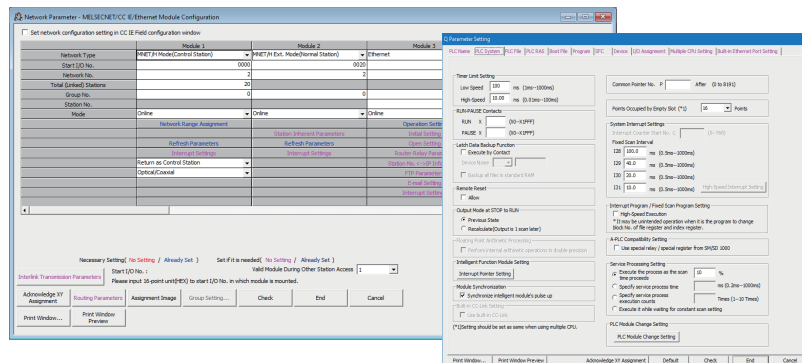 Network Parameter - MELSECNET/CC IE/Ethernet Module Configuration
Set network configuration setting in CC IE Field configuration window
Module 1 Module 2 Module 3
Network Type MNET/H Mode(Control Station) MNET/H Ext. Mode(Normal Station) Ethernet
Start I/O No. 0000 0020
Network No. 2 2
Total (Linked) Stations 20
Group No. 0 0
Station No.
Mode Online Online Online
Network Range Assignment Operation Setting
Station Inherent Parameters Initial Setting
Refresh Parameters Refresh Parameters Open Setting
Interrupt Settings Interrupt Settings Router Relay Param
Return as Control Station Station No.<->IP Info
Optical/Coaxial FTP Parameters
E-mail Setting
Interrupt Settings
Necessary Setting( No Setting / Already Set ) Set if it is needed( No Setting / Already Set )
Interlink Transmission Parameters
Start I/O No. : Valid Module During Other Station Access 1
Please input 16-point unit(HEX) to start I/O No. in which module is mounted.
Acknowledge XY Assignment Routing Parameters Assignment Image Group Setting... Check End Cancel
Print Window... Print Window Preview
Q Parameter Setting
PLC Name PLC System PLC File PLC RAS Boot File Program SFC Device I/O Assignment Multiple CPU Setting Built-in Ethernet Port Setting
Timer Limit Setting
Low Speed 100 ms (1ms--1000ms)
High-Speed 10.00 ms (0.01ms--100ms)
RUN-PAUSE Contacts
RUN X (X0--X1FFF)
PAUSE X (X0--X1FFF)
Latch Data Backup Function
Execute by Contact
Device Name
Backup all files in standard RAM
Remote Reset
Allow
Output Mode at STOP to RUN
Previous State
Recalculate(Output is 1 scan later)
Floating Point Arithmetic Processing
Perform internal arithmetic operations in double precision
Intelligent Function Module Setting
Interrupt Pointer Setting
Module Synchronization
Synchronize intelligent module's pulse up
Built-in CC-Link Setting
Use built-in CC-Link
(*1)Setting should be set as same when using multiple CPU.
Common Pointer No. P After (0 to 8191)
Points Occupied by Empty Slot (*1) 16 Points
System Interrupt Settings
Interrupt Counter Start No. C (0--768)
Fixed Scan Interval
I28 100.0 ms (0.5ms--1000ms)
I29 40.0 ms (0.5ms--1000ms)
I30 20.0 ms (0.5ms--1000ms)
I31 10.0 ms (0.5ms--1000ms) High Speed Interrupt Setting
Interrupt Program / Fixed Scan Program Setting
High-Speed Execution
*It may be unintended operation when it is the program to change
block No. of file register and index register.
A-PLC Compatibility Setting
Use special relay / special register from SM/SD 1000
Service Processing Setting
Execute the process as the scan time proceeds 10 %
Specify service process time ms (0.2ms--1000ms)
Specify service process execution counts Times (1--10 Times)
Execute it while waiting for constant scan setting
PLC Module Change Setting
PLC Module Change Setting
Print Window... Print Window Preview Acknowledge XY Assignment Default Check End Cancel